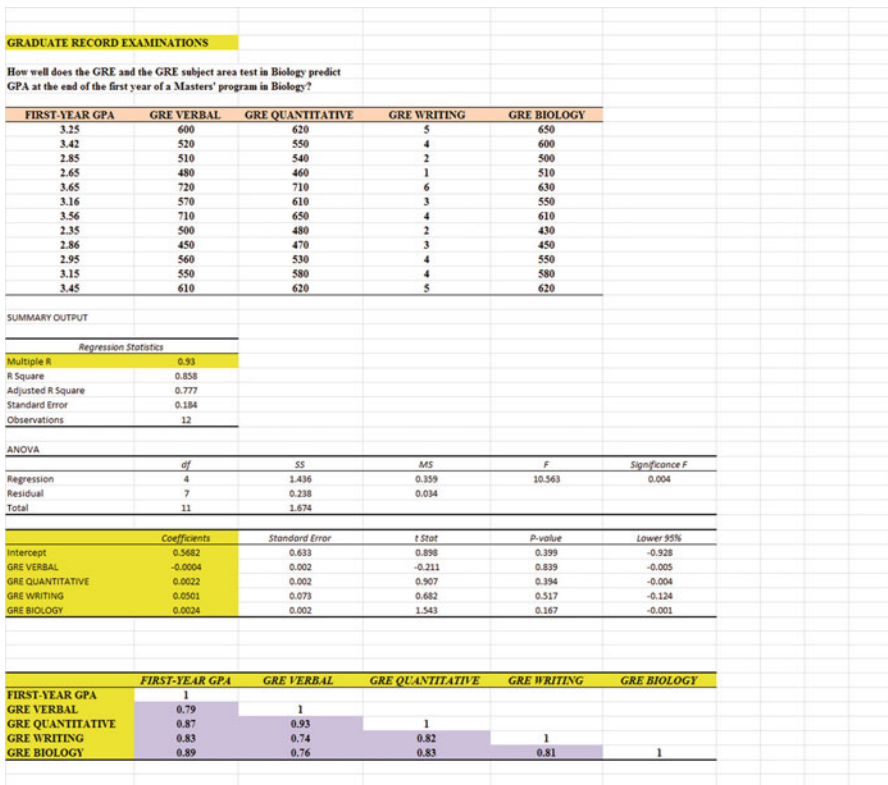 GRADUATE RECORD EXAMINATIONS
How well does the GRE and the GRE subject area test in Biology predict
GPA at the end of the first year of a Masters' program in Biology?
FIRST-YEAR GPA GRE VERBAL GRE QUANTITATIVE GRE WRITING GRE BIOLOGY
3.25 600 620 5 650
3.42 520 550 4 600
2.85 510 540 2 500
2.65 480 460 1 510
3.65 720 710 6 630
3.16 570 610 3 550
3.56 710 650 4 610
2.35 500 480 2 430
2.86 450 470 3 450
2.95 560 530 4 550
3.15 550 580 4 580
3.45 610 620 5 620
SUMMARY OUTPUT
Regression Statistics
Multiple R 0.93
R Square 0.858
Adjusted R Square 0.777
Standard Error 0.184
Observations 12
ANOVA
df SS MS F Significance F
Regression 4 1.436 0.359 10.563 0.004
Residual 7 0.238 0.034
Total 11 1.674
Coefficients Standard Error t Stat P-value Lower 95%
Intercept 0.5682 0.633 0.898 0.399 -0.928
GRE VERBAL -0.0004 0.002 -0.211 0.839 -0.005
GRE QUANTITATIVE 0.0022 0.002 0.907 0.394 -0.004
GRE WRITING 0.0501 0.073 0.682 0.517 -0.124
GRE BIOLOGY 0.0024 0.002 1.543 0.167 -0.001
FIRST-YEAR GPA GRE VERBAL GRE QUANTITATIVE GRE WRITING GRE BIOLOGY
FIRST-YEAR GPA 1
GRE VERBAL 0.79 1
GRE QUANTITATIVE 0.87 0.93 1
GRE WRITING 0.83 0.74 0.82 1
GRE BIOLOGY 0.89 0.76 0.83 0.81 1